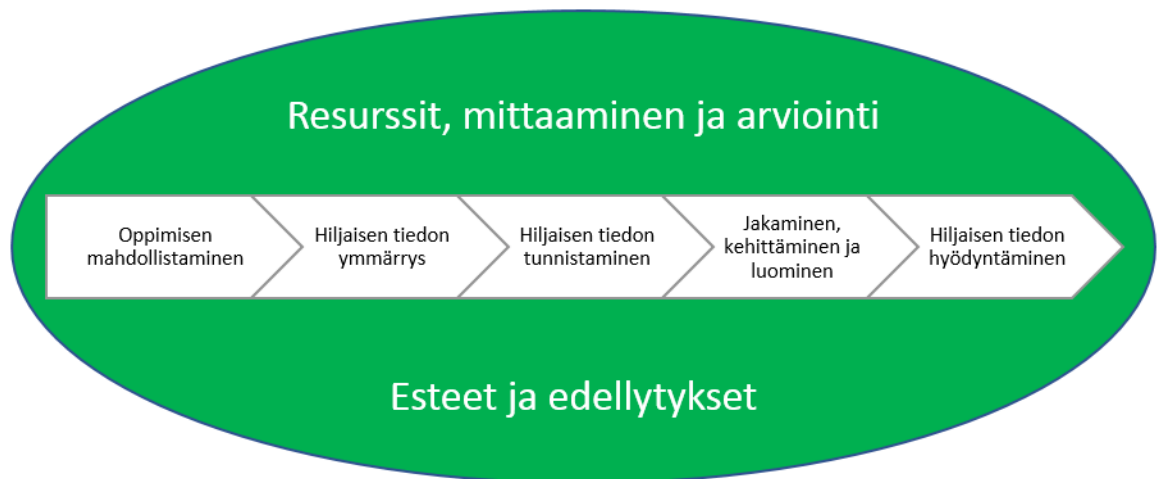 Resurssit, mittaaminen ja arviointi
Oppimisen
mahdollistaminen
Hiljaisen tiedon
ymmärrys
Hiljaisen tiedon
tunnistaminen
Jakaminen,
kehittäminen ja
luominen
Hiljaisen tiedon
hyödyntäminen
Esteet ja edellytykset